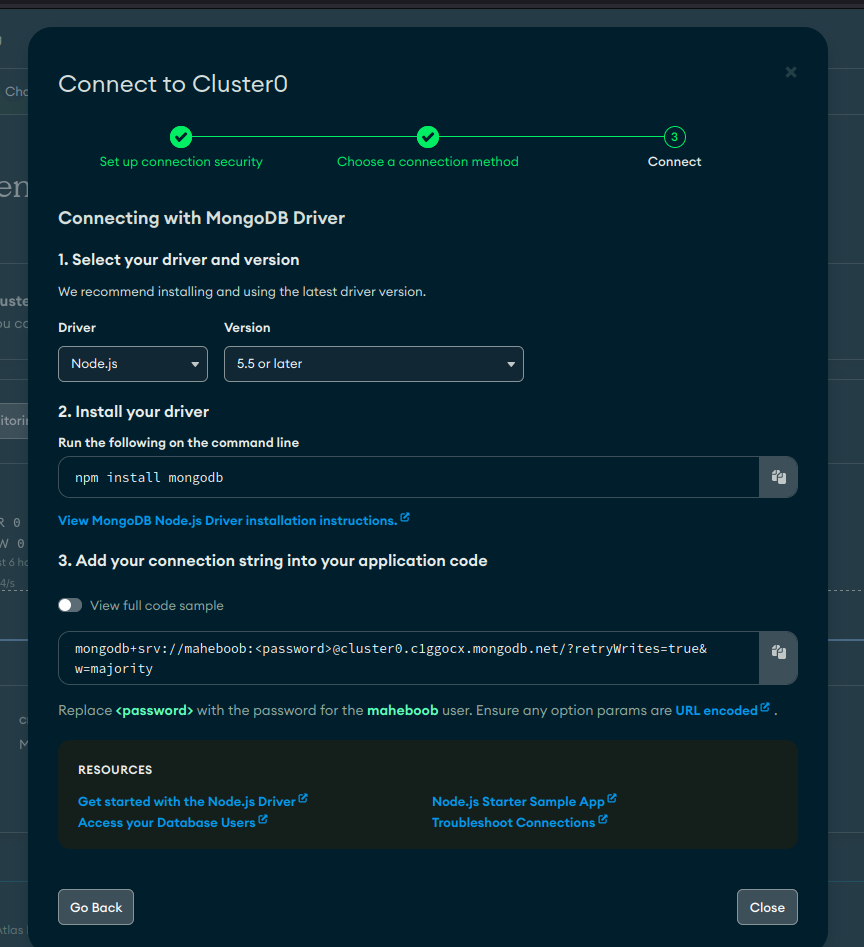 Connect to Cluster0
3
Set up connection security
Choose a connection method
Connect
Connecting with MongoDB Driver
1. Select your driver and version
We recommend installing and using the latest driver version.
Driver
Version
Node.js
5.5 or later
2. Install your driver
Run the following on the command line
npm install mongodb
View MongoDB Node.js Driver installation instructions.
3. Add your connection string into your application code
View full code sample
mongodb+srv://maheboob:<password>@cluster0.c1ggocx.mongodb.net/?retryWrites=true&
w=majority
Replace <password> with the password for the maheboob user. Ensure any option params are URL encoded .
RESOURCES
Get started with the Node.js Driver
Node.js Starter Sample App
Access your Database Users
Troubleshoot Connections
Go Back
Close